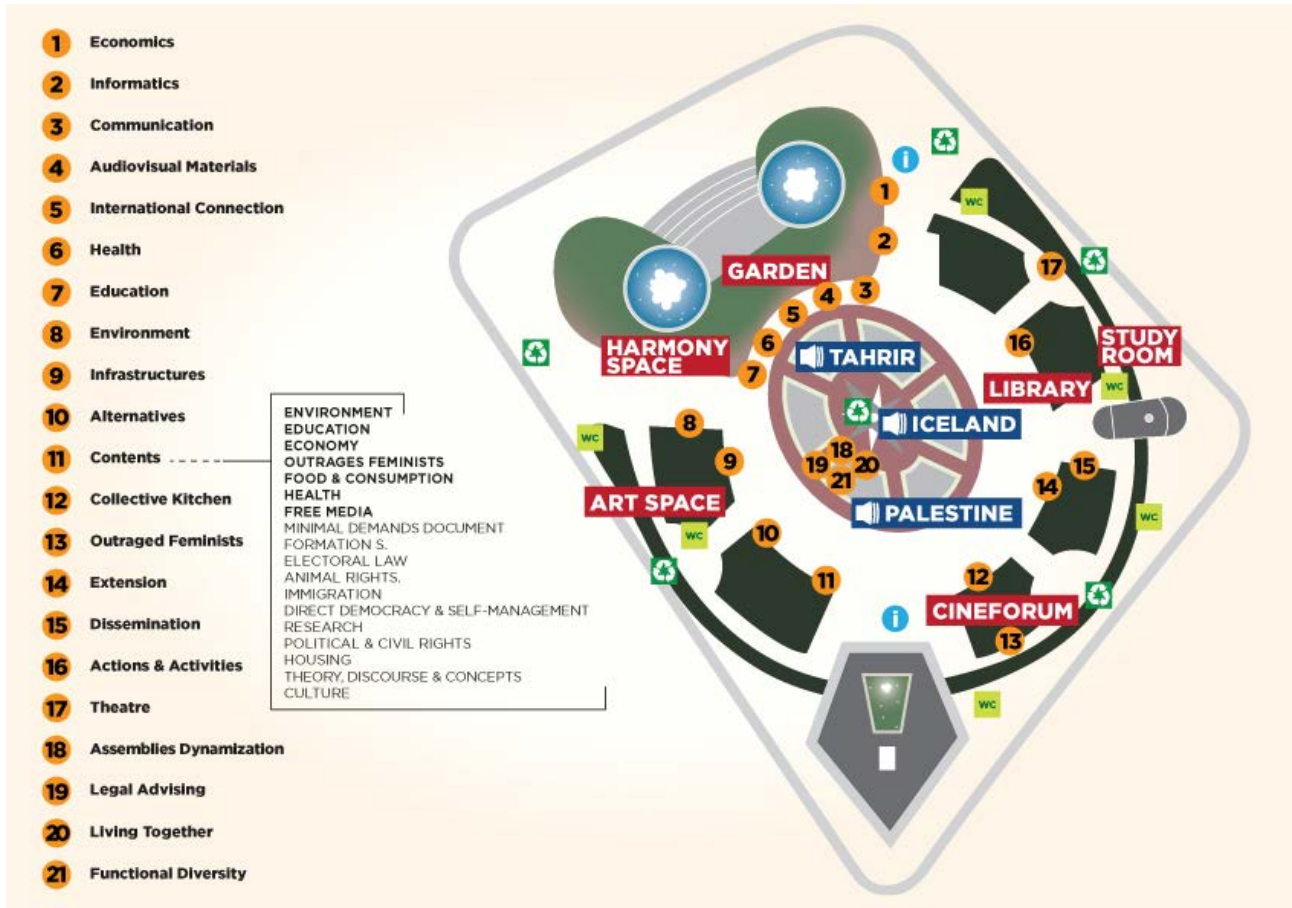 1 Economics
2 Informatics
3 Communication
4 Audiovisual Materials
5 International Connection
6 Health
7 Education
8 Environment
9 Infrastructures
10 Alternatives
11 Contents
12 Collective Kitchen
13 Outraged Feminists
14 Extension
15 Dissemination
16 Actions & Activities
17 Theatre
18 Assemblies Dynamization
19 Legal Advising
20 Living Together
21 Functional Diversity
ENVIRONMENT
EDUCATION
ECONOMY
OUTRAGES FEMINISTS
FOOD & CONSUMPTION
HEALTH
FREE MEDIA
MINIMAL DEMANDS DOCUMENT
FORMATION S.
ELECTORAL LAW
ANIMAL RIGHTS.
IMMIGRATION
DIRECT DEMOCRACY & SELF-MANAGEMENT
RESEARCH
POLITICAL & CIVIL RIGHTS
HOUSING
THEORY, DISCOURSE & CONCEPTS
CULTURE
i
1
WC
2
17
GARDEN
4
3
5
6
16
STUDY
ROOM
HARMONY
SPACE
TAHRIR
7
LIBRARY
WC
8
ICELAND
WC
9
18
19
20
21
15
14
ART SPACE
PALESTINE
WC
WC
10
11
12
CINEFORUM
i
13
WC